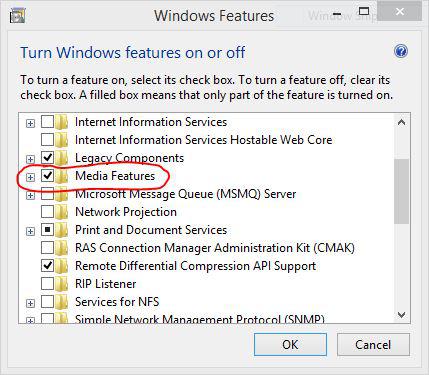 Windows Features
Turn Windows features on or off
To turn a feature on, select its check box. To turn a feature off, clear its
check box. A filled box means that only part of the feature is turned on.
Internet Information Services
Internet Information Services Hostable Web Core
Legacy Components
Media Features
Microsoft Message Queue (MSMQ) Server
Network Projection
Print and Document Services
RAS Connection Manager Administration Kit (CMAK)
Remote Differential Compression API Support
RIP Listener
Services for NFS
Simple Network Management Protocol (SNMP)
OK Cancel